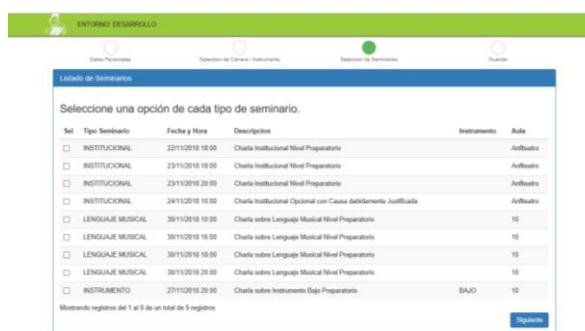 ENTORNO: DESARROLLO
Datos Personales Seleccion de Carrera / Instrumento Seleccion de Seminarios Guardar
Listado de Seminarios
Seleccione una opción de cada tipo de seminario.
Sel Tipo Seminario Fecha y Hora Descripcion Instrumento Aula
INSTITUCIONAL 22/11/2018 18:00 Charla Institucional Nivel Preparatorio Anfiteatro
INSTITUCIONAL 23/11/2018 18:00 Charla Institucional Nivel Preparatorio Anfiteatro
INSTITUCIONAL 23/11/2018 20:00 Charla Institucional Nivel Preparatorio Anfiteatro
INSTITUCIONAL 24/11/2018 10:00 Charla Institucional Opcional con Causa debidamente Justificada Anfiteatro
LENGUAJE MUSICAL 30/11/2018 10:00 Charla sobre Lenguaje Musical Nivel Preparatorio 10
LENGUAJE MUSICAL 30/11/2018 16:00 Charla sobre Lenguaje Musical Nivel Preparatorio 10
LENGUAJE MUSICAL 30/11/2018 18:00 Charla sobre Lenguaje Musical Nivel Preparatorio 10
LENGUAJE MUSICAL 30/11/2018 20:00 Charla sobre Lenguaje Musical Nivel Preparatorio 10
INSTRUMENTO 27/11/2018 20:00 Charla sobre Instrumento Bajo Preparatorio BAJO 10
Mostrando registros del 1 al 9 de un total de 9 registros
Siguiente